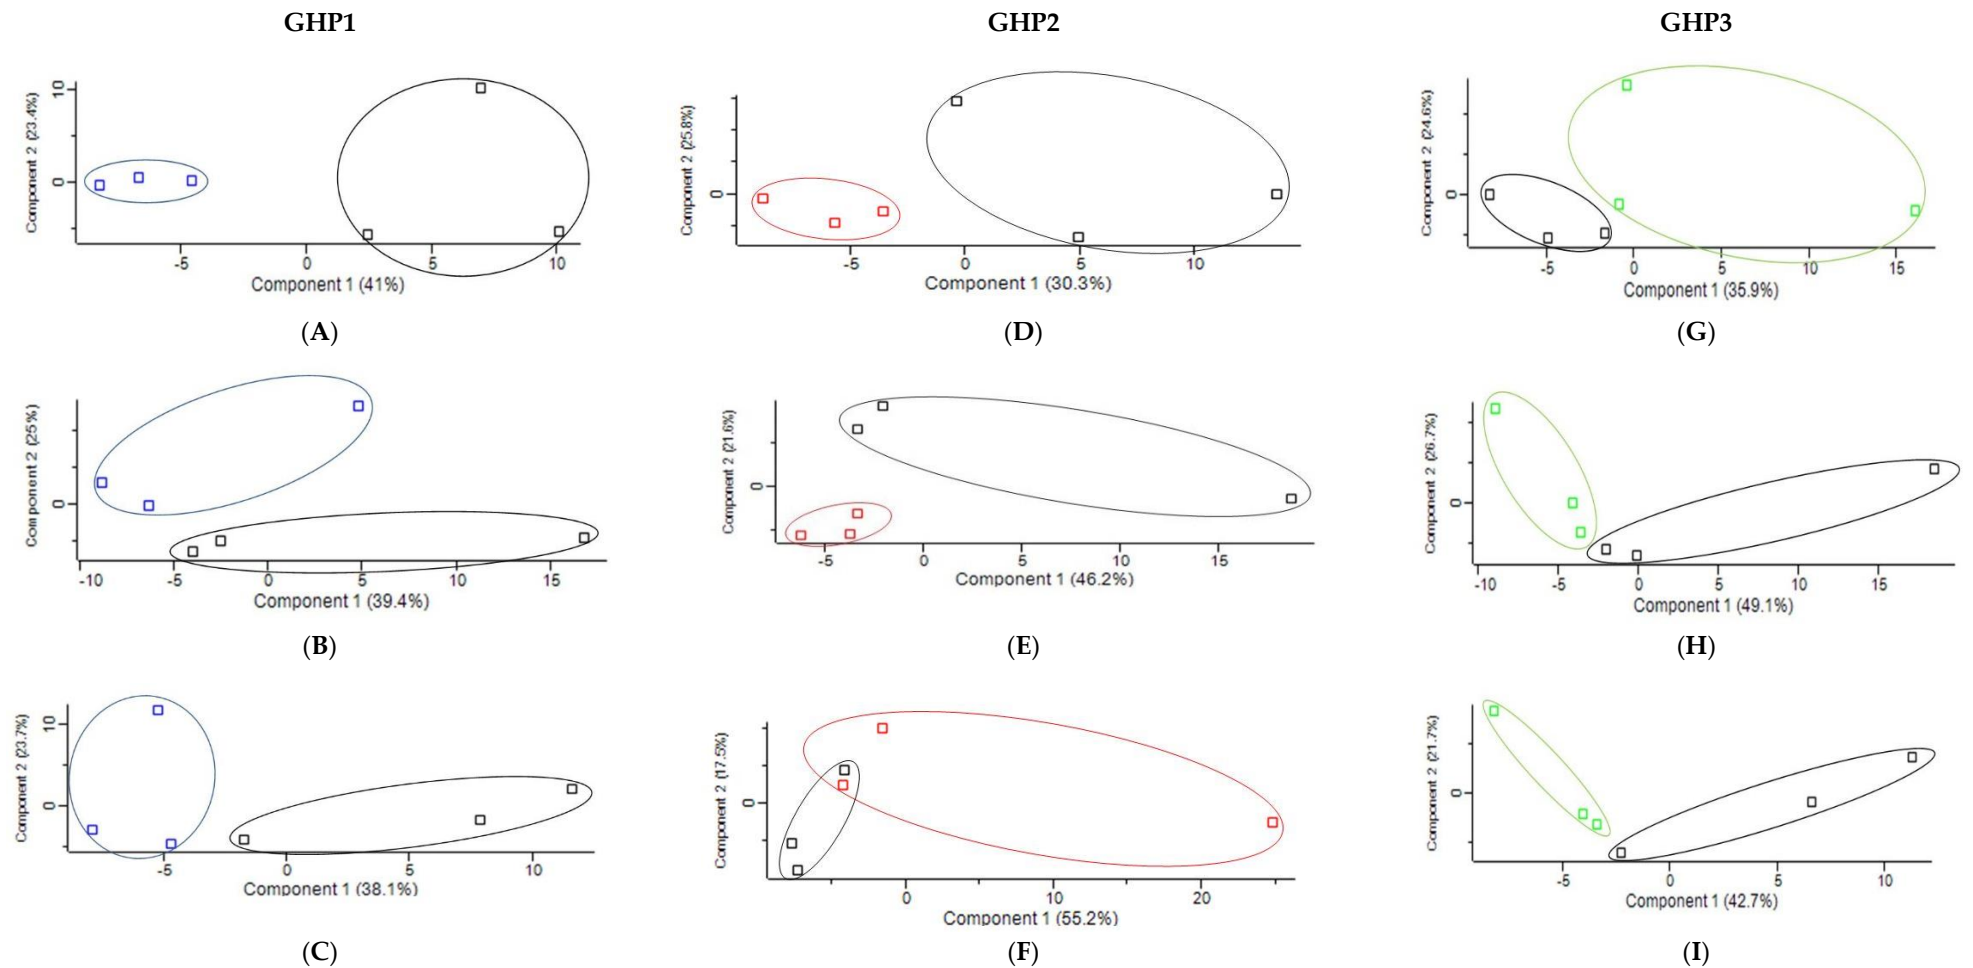 GHP1
GHP2
GHP3
Component 2 (23.4%)
10
0
-5
0
5
10
Component 1 (41%)
(A)
Component 2 (25.8%)
0
-5
0
5
10
Component 1 (30.3%)
(D)
Component 2 (24.6%)
0
-5
0
5
10
15
Component 1 (35.9%)
(G)
Component 2 (25%)
0
-10
-5
0
5
10
15
Component 1 (39.4%)
(B)
Component 2 (21.6%)
0
-5
0
5
10
15
Component 1 (46.2%)
(E)
Component 2 (26.7%)
0
-10
-5
0
5
10
15
Component 1 (49.1%)
(H)
Component 2 (23.7%)
10
0
-5
0
5
10
Component 1 (38.1%)
(C)
Component 2 (17.5%)
0
0
10
20
Component 1 (55.2%)
(F)
Component 2 (21.7%)
0
-5
0
5
10
Component 1 (42.7%)
(I)